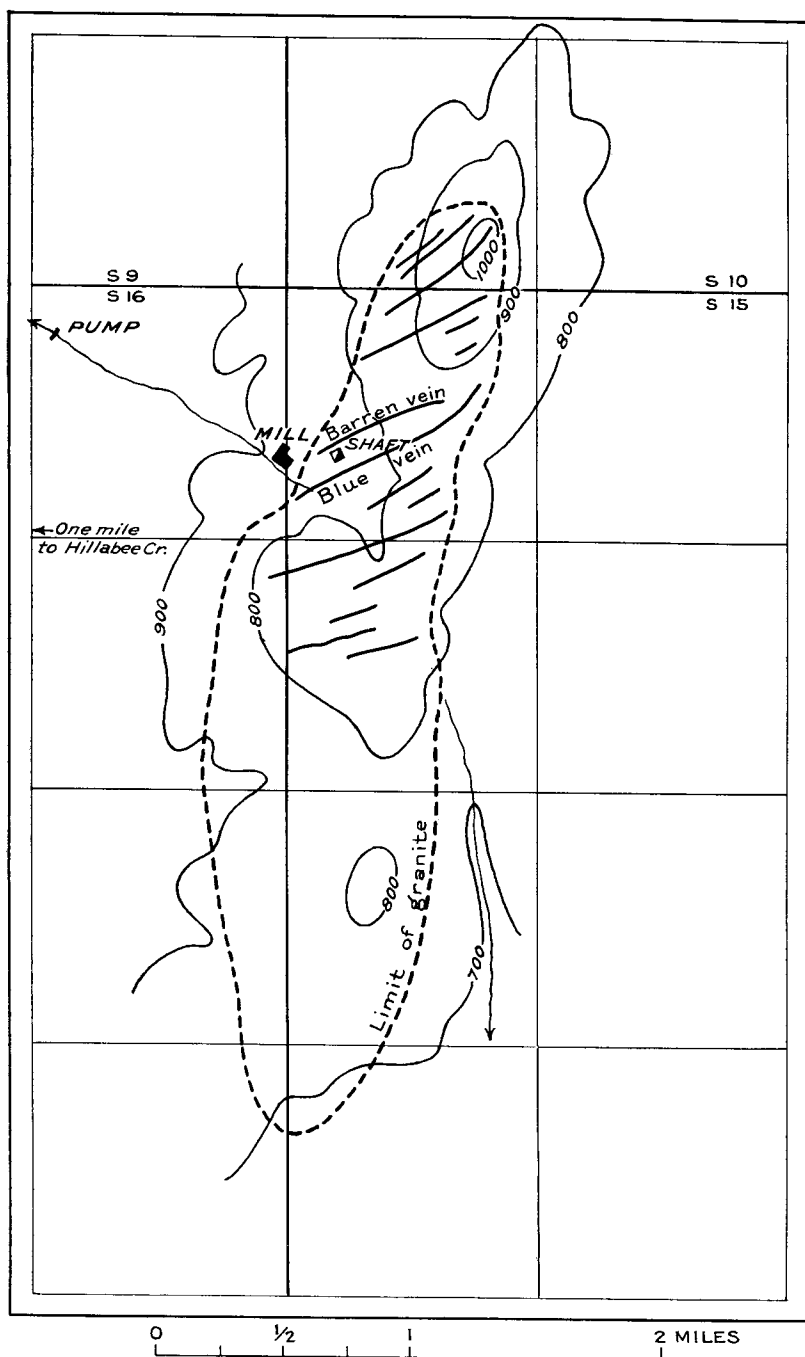 1000
S 9
S 10
S 16
S 15
900
800
PUMP
Barren vein
MILL
SHAFT
Blue vein
One mile
to Hillabee Cr.
900
800
800
Limit of granite
700
0 1/2 1 2 MILES